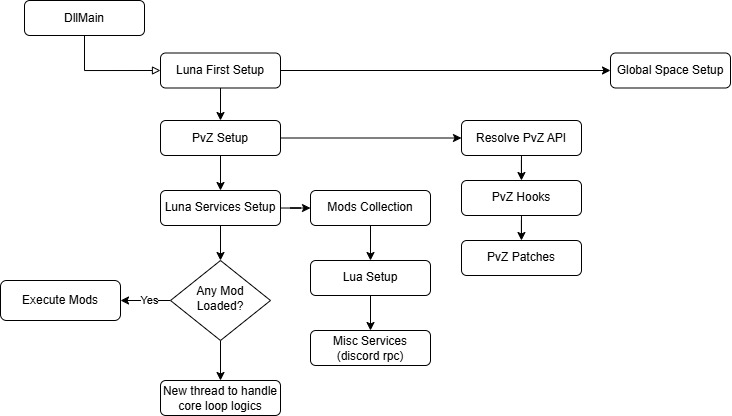 DllMain
Luna First Setup
Global Space Setup
PvZ Setup
Resolve PvZ API
PvZ Hooks
Luna Services Setup
Mods Collection
PvZ Patches
Lua Setup
Any Mod
Loaded?
Yes
Execute Mods
Misc Services
(discord rpc)
New thread to handle
core loop logics